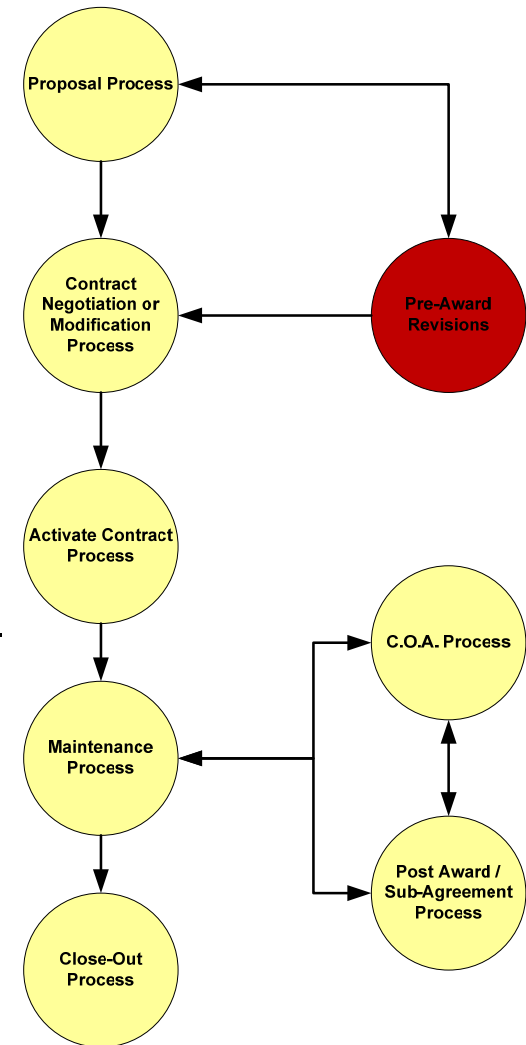 Proposal Process
Contract
Negotiation or
Modification
Process
Pre-Award
Revisions
Activate Contract
Process
C.O.A. Process
Maintenance
Process
Post Award /
Sub-Agreement
Process
Close-Out
Process